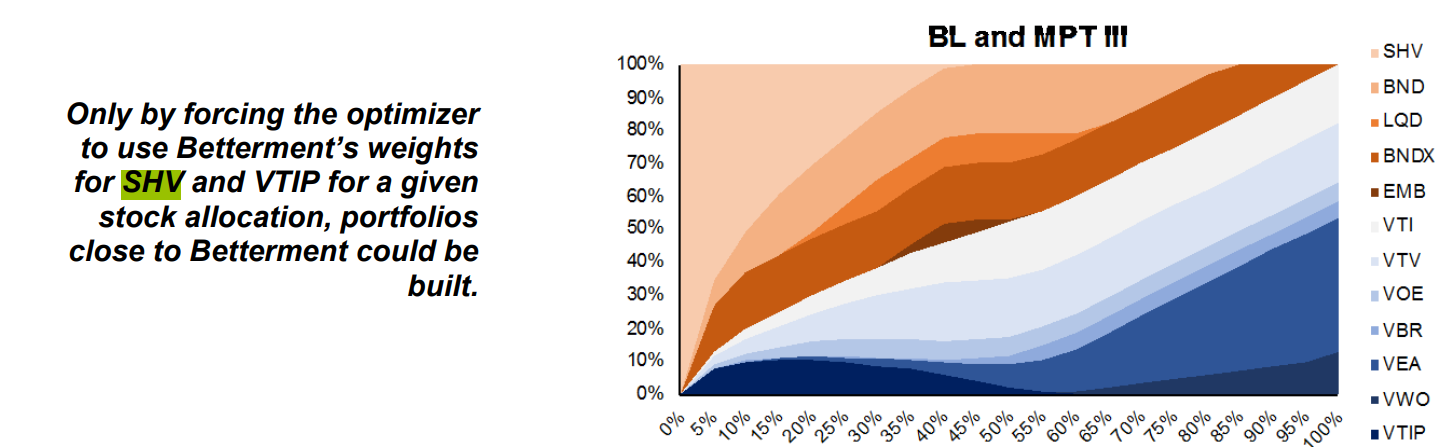 Only by forcing the optimizer
to use Betterment’s weights
for SHV and VTIP for a given
stock allocation, portfolios
close to Betterment could be
built.
BL and MPT III
100%
90%
80%
70%
60%
50%
40%
30%
20%
10%
0%
0%
5%
10%
15%
20%
25%
30%
35%
40%
45%
50%
55%
60%
65%
70%
75%
80%
85%
90%
95%
100%
SHV
BND
LQD
BNDX
EMB
VTI
VTV
VOE
VBR
VEA
VWO
VTIP